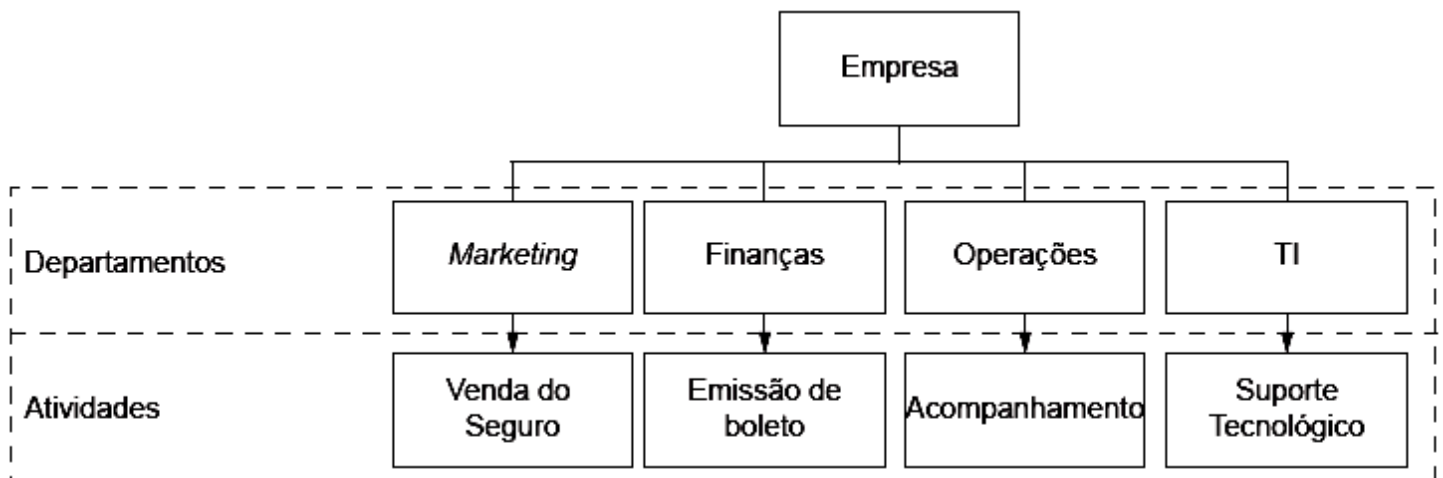 Empresa
Departamentos
Marketing
Finanças
Operações
TI
Atividades
Venda do
Seguro
Emissão de
boleto
Acompanhamento
Suporte
Tecnológico